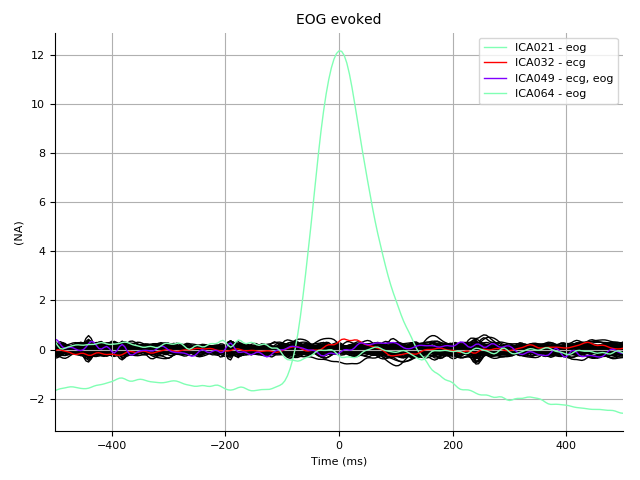 EOG evoked
ICA021 - eog
ICA032 - ecg
ICA049 - ecg, eog
ICA064 - eog
12
10
8
6
4
2
0
−2
(NA)
−400
−200
0
200
400
Time (ms)